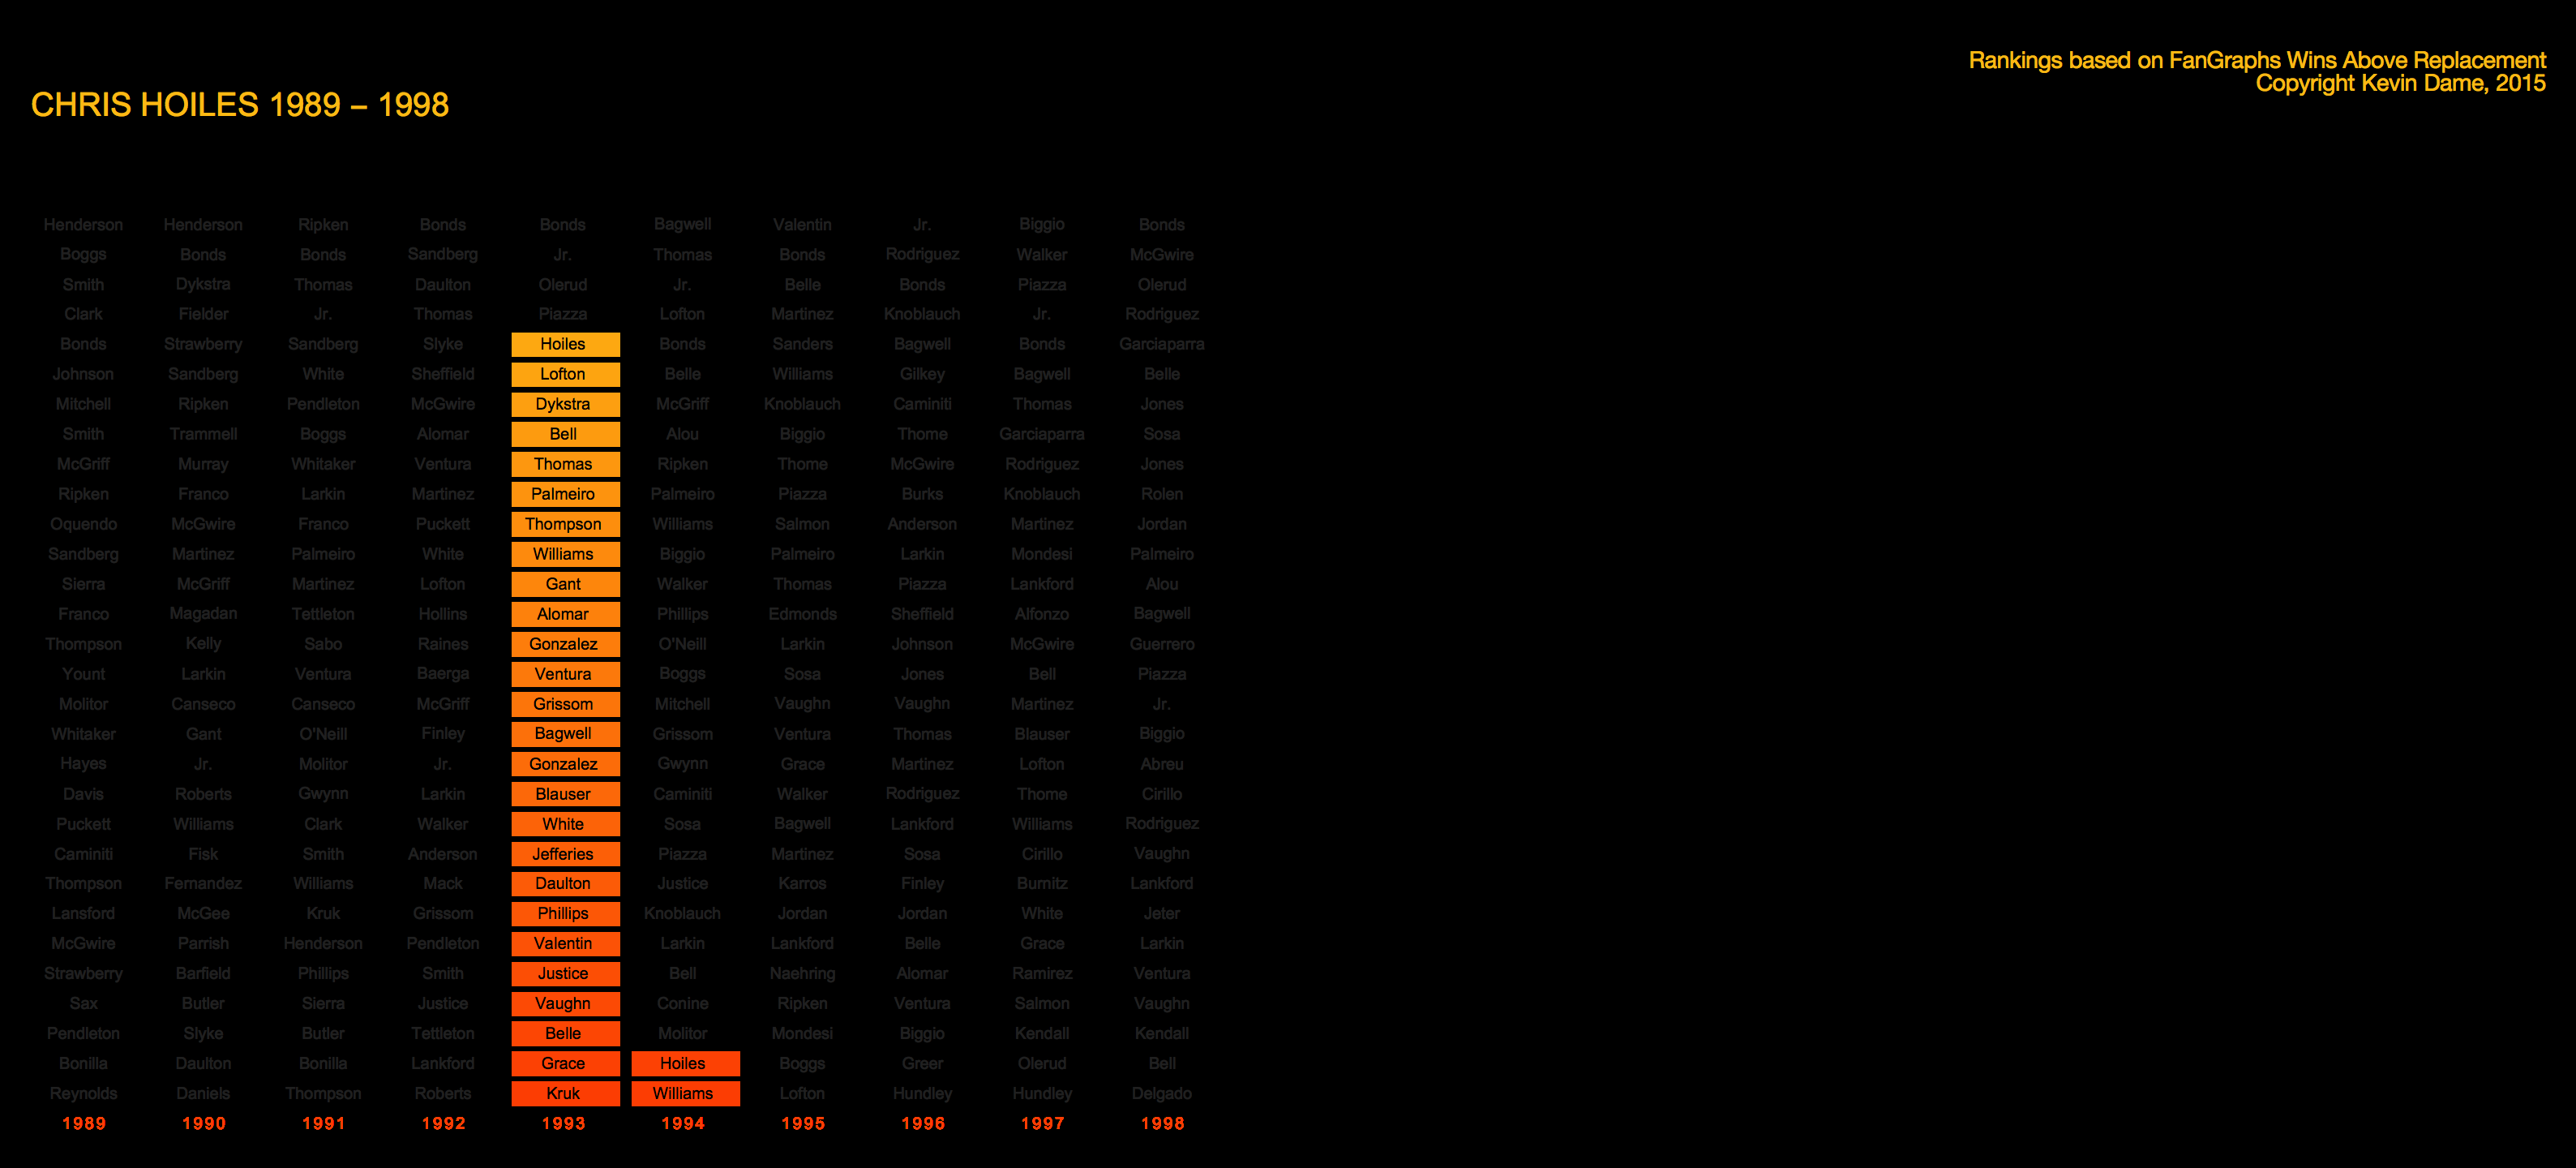 Rankings based on FanGraphs Wins Above Replacement
Copyright Kevin Dame, 2015
CHRIS HOILES 1989 – 1998
Henderson Henderson Ripken Bonds Bonds Bagwell Valentin Jr. Biggio Bonds
Boggs Bonds Bonds Sandberg Jr. Thomas Bonds Rodriguez Walker McGwire
Smith Dykstra Thomas Daulton Olerud Jr. Belle Bonds Piazza Olerud
Clark Fielder Jr. Thomas Piazza Lofton Martinez Knoblauch Jr. Rodriguez
Bonds Strawberry Sandberg Slyke Hoiles Bonds Sanders Bagwell Bonds Garciaparra
Johnson Sandberg White Sheffield Lofton Belle Williams Gilkey Bagwell Belle
Mitchell Ripken Pendleton McGwire Dykstra McGriff Knoblauch Caminiti Thomas Jones
Smith Trammell Boggs Alomar Bell Alou Biggio Thome Garciaparra Sosa
McGriff Murray Whitaker Ventura Thomas Ripken Thome McGwire Rodriguez Jones
Ripken Franco Larkin Martinez Palmeiro Palmeiro Piazza Burks Knoblauch Rolen
Oquendo McGwire Franco Puckett Thompson Williams Salmon Anderson Martinez Jordan
Sandberg Martinez Palmeiro White Williams Biggio Palmeiro Larkin Mondesi Palmeiro
Sierra McGriff Martinez Lofton Gant Walker Thomas Piazza Lankford Alou
Franco Magadan Tettleton Hollins Alomar Phillips Edmonds Sheffield Alfonzo Bagwell
Thompson Kelly Sabo Raines Gonzalez O'Neill Larkin Johnson McGwire Guerrero
Yount Larkin Ventura Baerga Ventura Boggs Sosa Jones Bell Piazza
Molitor Canseco Canseco McGriff Grissom Mitchell Vaughn Vaughn Martinez Jr.
Whitaker Gant O'Neill Finley Bagwell Grissom Ventura Thomas Blauser Biggio
Hayes Jr. Molitor Jr. Gonzalez Gwynn Grace Martinez Lofton Abreu
Davis Roberts Gwynn Larkin Blauser Caminiti Walker Rodriguez Thome Cirillo
Puckett Williams Clark Walker White Sosa Bagwell Lankford Williams Rodriguez
Caminiti Fisk Smith Anderson Jefferies Piazza Martinez Sosa Cirillo Vaughn
Thompson Fernandez Williams Mack Daulton Justice Karros Finley Burnitz Lankford
Lansford McGee Kruk Grissom Phillips Knoblauch Jordan Jordan White Jeter
McGwire Parrish Henderson Pendleton Valentin Larkin Lankford Belle Grace Larkin
Strawberry Barfield Phillips Smith Justice Bell Naehring Alomar Ramirez Ventura
Sax Butler Sierra Justice Vaughn Conine Ripken Ventura Salmon Vaughn
Pendleton Slyke Butler Tettleton Belle Molitor Mondesi Biggio Kendall Kendall
Bonilla Daulton Bonilla Lankford Grace Hoiles Boggs Greer Olerud Bell
Reynolds Daniels Thompson Roberts Kruk Williams Lofton Hundley Hundley Delgado
1989 1990 1991 1992 1993 1994 1995 1996 1997 1998